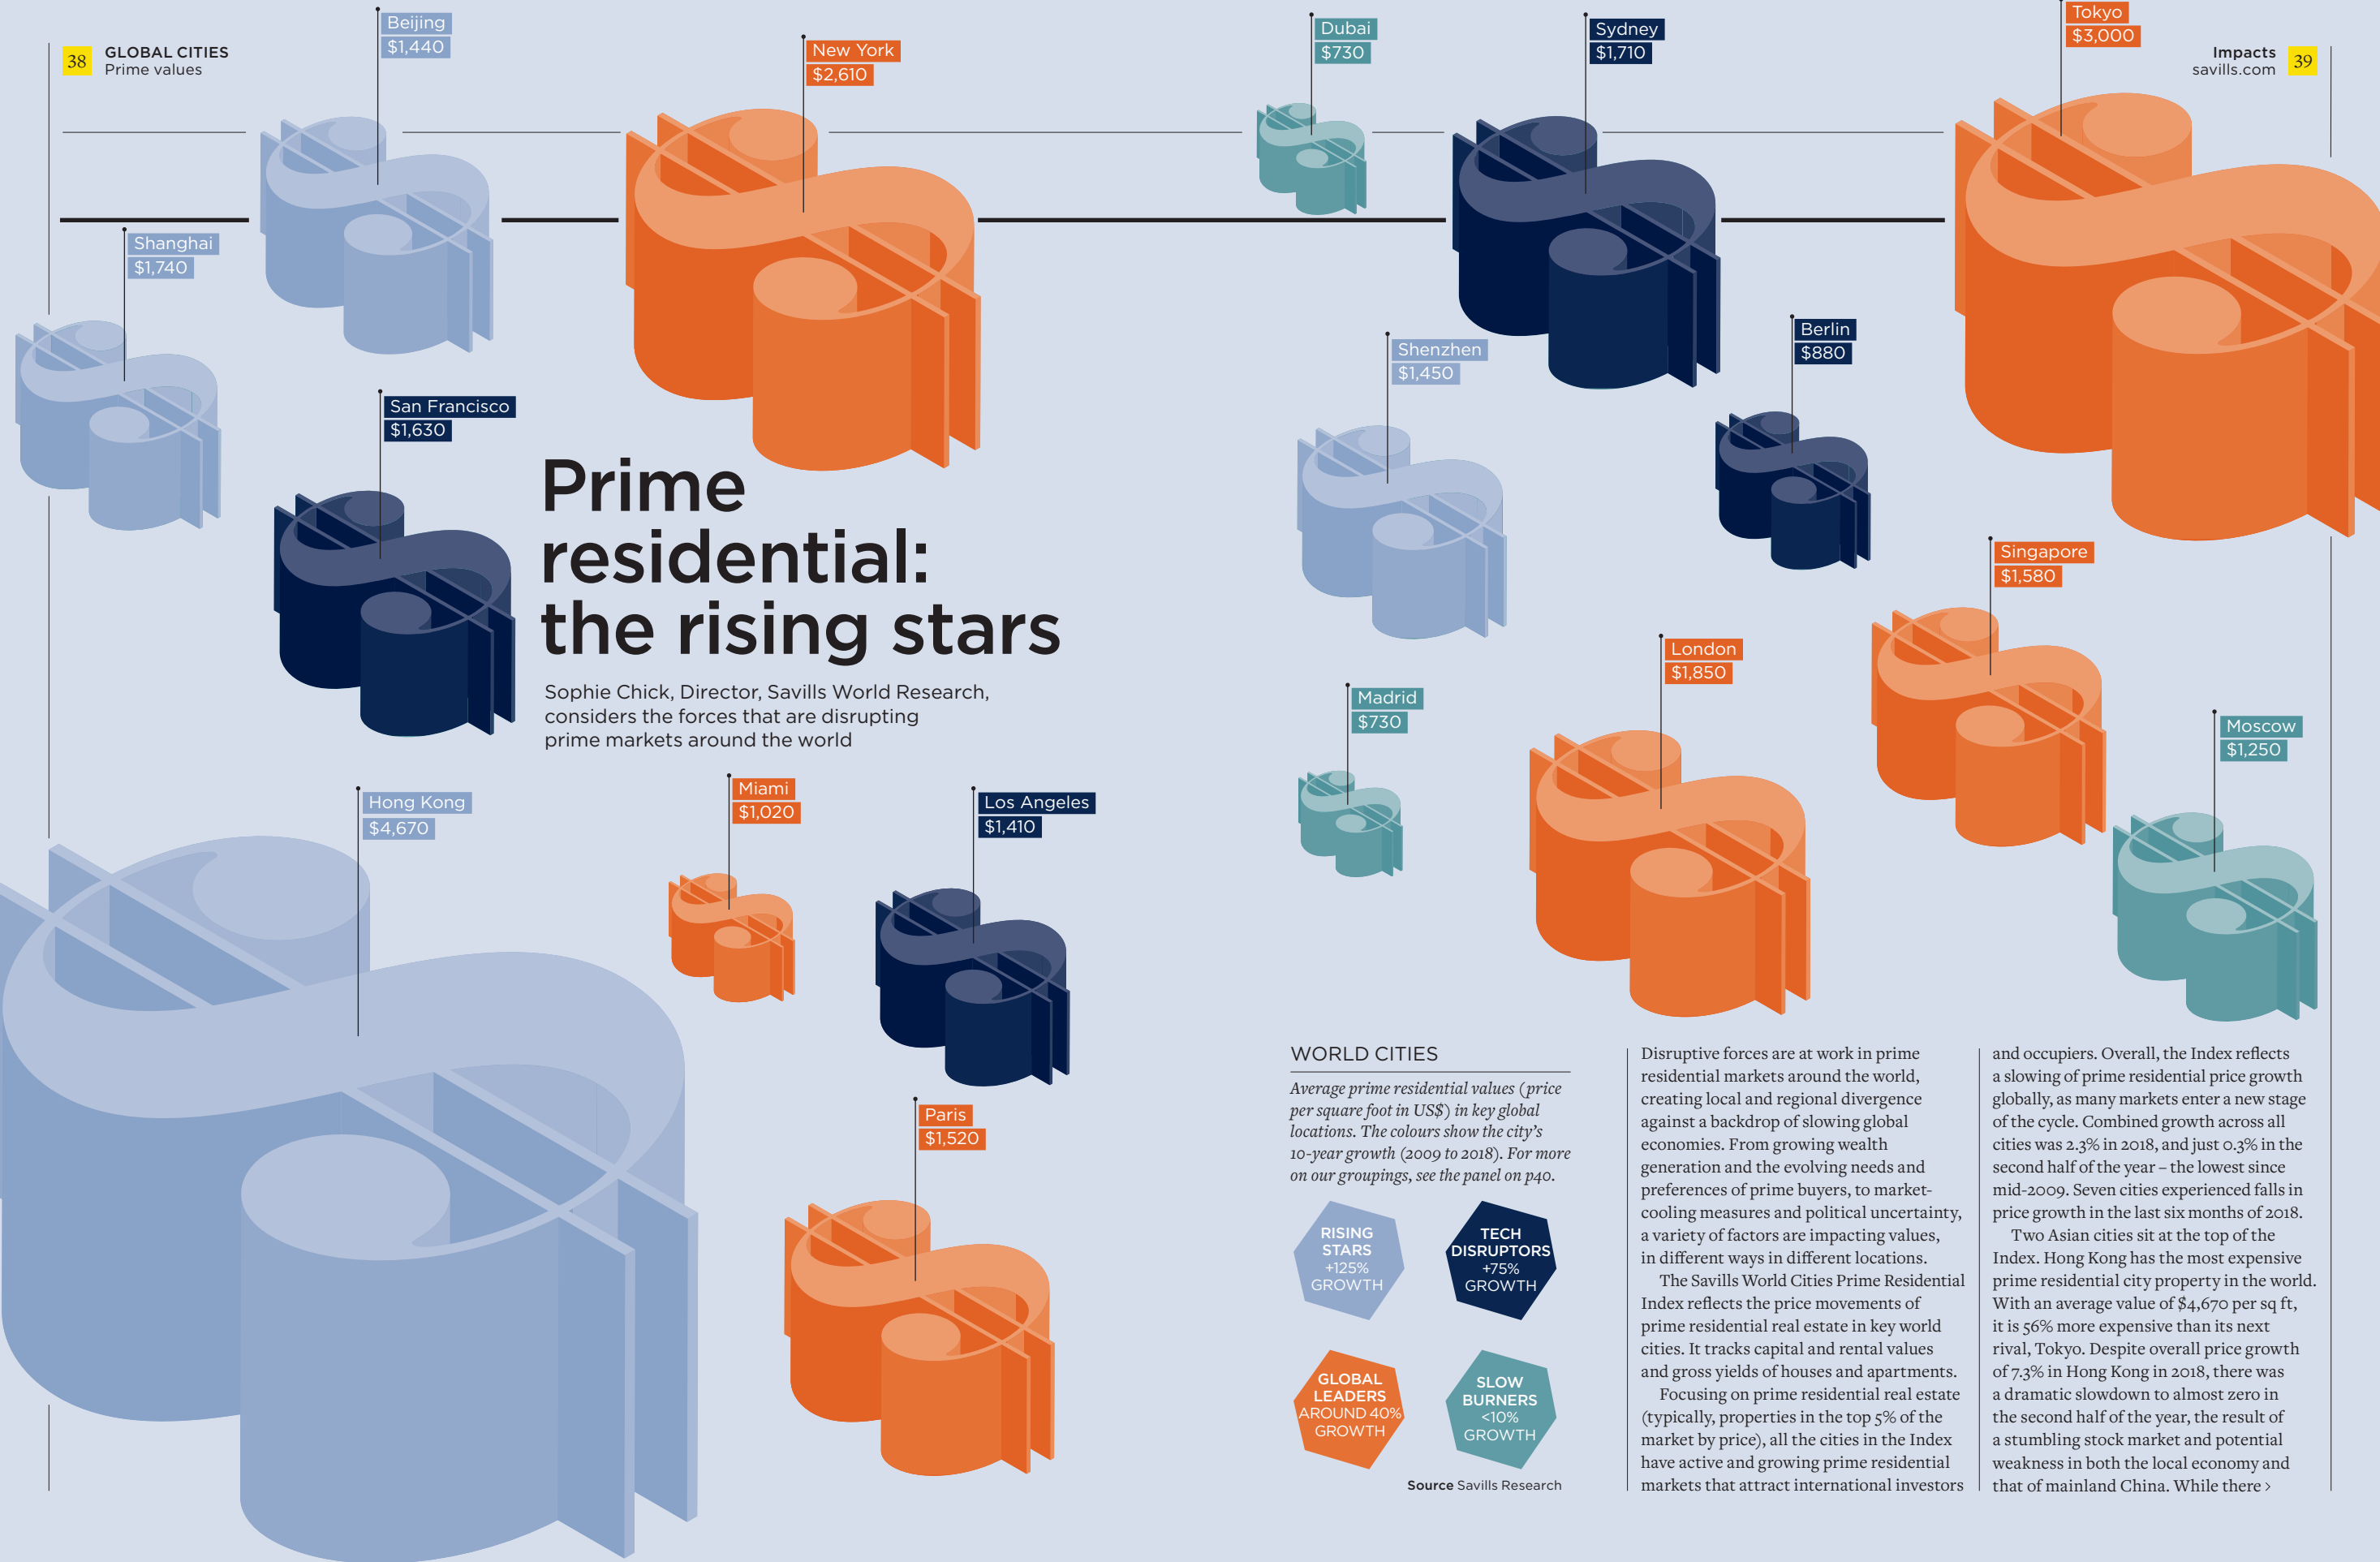 38
GLOBAL CITIES
Prime values
Impacts
savills.com
39
Beijing
$1,440
New York
$2,610
Dubai
$730
Sydney
$1,710
Tokyo
$3,000
Shanghai
$1,740
San Francisco
$1,630
Shenzhen
$1,450
Berlin
$880
Singapore
$1,580
London
$1,850
Madrid
$730
Moscow
$1,250
Prime
residential:
the rising stars
Sophie Chick, Director, Savills World Research,
considers the forces that are disrupting
prime markets around the world
Hong Kong
$4,670
Miami
$1,020
Los Angeles
$1,410
Paris
$1,520
WORLD CITIES
Average prime residential values (price
per square foot in US$) in key global
locations. The colours show the city's
10-year growth (2009 to 2018). For more
on our groupings, see the panel on p40.
RISING
STARS
+125%
GROWTH
TECH
DISRUPTORS
+75%
GROWTH
GLOBAL
LEADERS
AROUND 40%
GROWTH
SLOW
BURNERS
<10%
GROWTH
Source Savills Research
Disruptive forces are at work in prime
residential markets around the world,
creating local and regional divergence
against a backdrop of slowing global
economies. From growing wealth
generation and the evolving needs and
preferences of prime buyers, to market-
cooling measures and political uncertainty,
a variety of factors are impacting values,
in different ways in different locations.
The Savills World Cities Prime Residential
Index reflects the price movements of
prime residential real estate in key world
cities. It tracks capital and rental values
and gross yields of houses and apartments.
Focusing on prime residential real estate
(typically, properties in the top 5% of the
market by price), all the cities in the Index
have active and growing prime residential
markets that attract international investors
and occupiers. Overall, the Index reflects
a slowing of prime residential price growth
globally, as many markets enter a new stage
of the cycle. Combined growth across all
cities was 2.3% in 2018, and just 0.3% in the
second half of the year – the lowest since
mid-2009. Seven cities experienced falls in
price growth in the last six months of 2018.
Two Asian cities sit at the top of the
Index. Hong Kong has the most expensive
prime residential city property in the world.
With an average value of $4,670 per sq ft,
it is 56% more expensive than its next
rival, Tokyo. Despite overall price growth
of 7.3% in Hong Kong in 2018, there was
a dramatic slowdown to almost zero in
the second half of the year, the result of
a stumbling stock market and potential
weakness in both the local economy and
that of mainland China. While there >